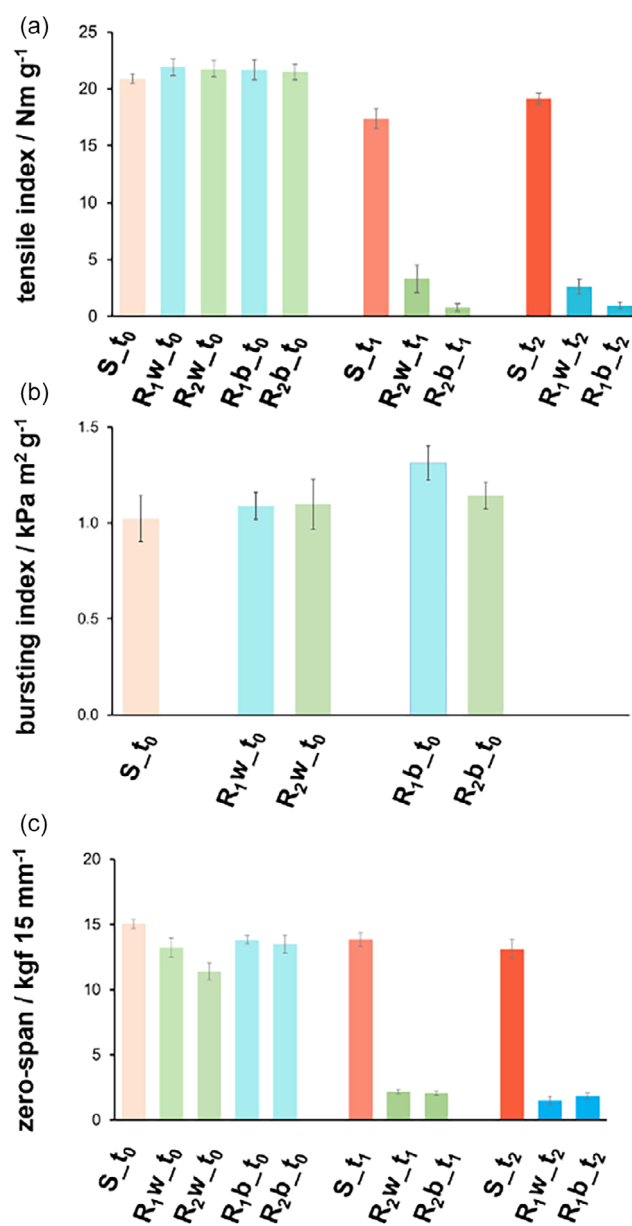 (a)
tensile index / Nm g⁻¹
25
20
15
10
5
0
S_t₀
R₁w_t₀
R₂w_t₀
R₁b_t₀
R₂b_t₀
S_t₁
R₂w_t₁
R₂b_t₁
S_t₂
R₁w_t₂
R₁b_t₂
(b)
bursting index / kPa m² g⁻¹
1.5
1.0
0.5
0.0
S_t₀
R₁w_t₀
R₂w_t₀
R₁b_t₀
R₂b_t₀
(c)
zero-span / kgf 15 mm⁻¹
20
15
10
5
0
S_t₀
R₁w_t₀
R₂w_t₀
R₁b_t₀
R₂b_t₀
S_t₁
R₂w_t₁
R₂b_t₁
S_t₂
R₁w_t₂
R₁b_t₂